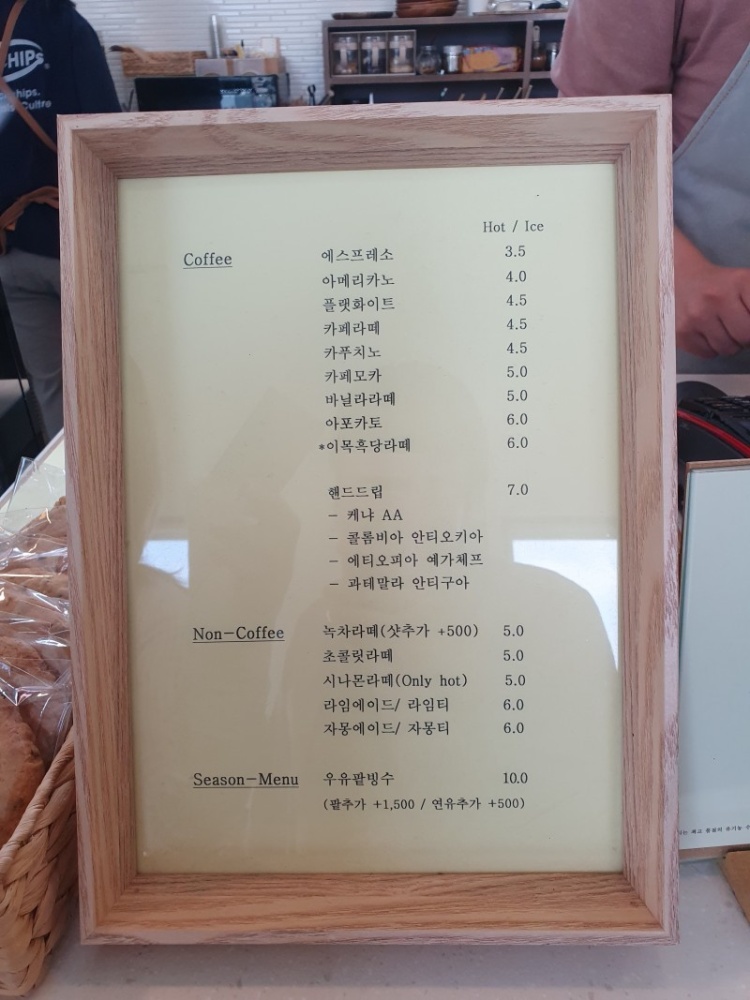 CHIPs
Hot / Ice
Coffee 에스프레소 3.5
아메리카노 4.0
플랫화이트 4.5
카페라떼 4.5
카푸치노 4.5
카페모카 5.0
바닐라라떼 5.0
아포카토 6.0
*이목흑당라떼 6.0
핸드드립 7.0
- 케냐 AA
- 콜롬비아 안티오키아
- 에티오피아 예가체프
- 과테말라 안티구아
Non-Coffee 녹차라떼(샷추가 +500) 5.0
초콜릿라떼 5.0
시나몬라떼(Only hot) 5.0
라임에이드/ 라임티 6.0
자몽에이드/ 자몽티 6.0
Season-Menu 우유팥빙수 10.0
(팥추가 +1,500 / 연유추가 +500)